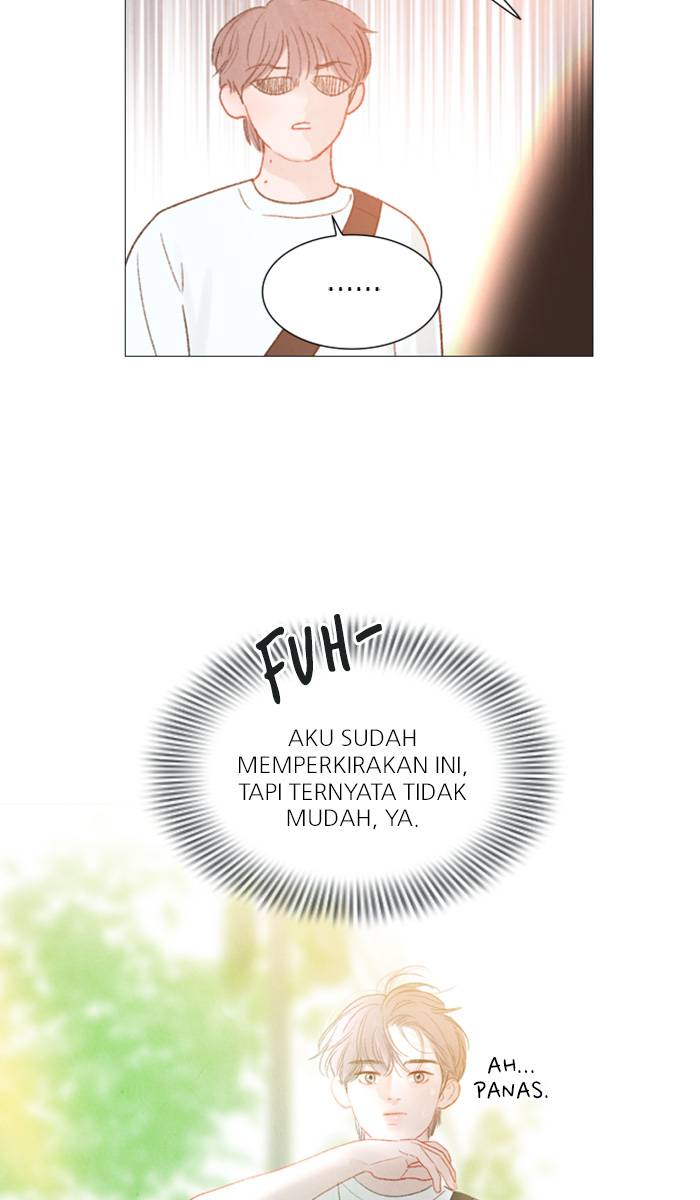 ......
FUH-
AKU SUDAH
MEMPERKIRAKAN INI,
TAPI TERNYATA TIDAK
MUDAH, YA.
AH...
PANAS.